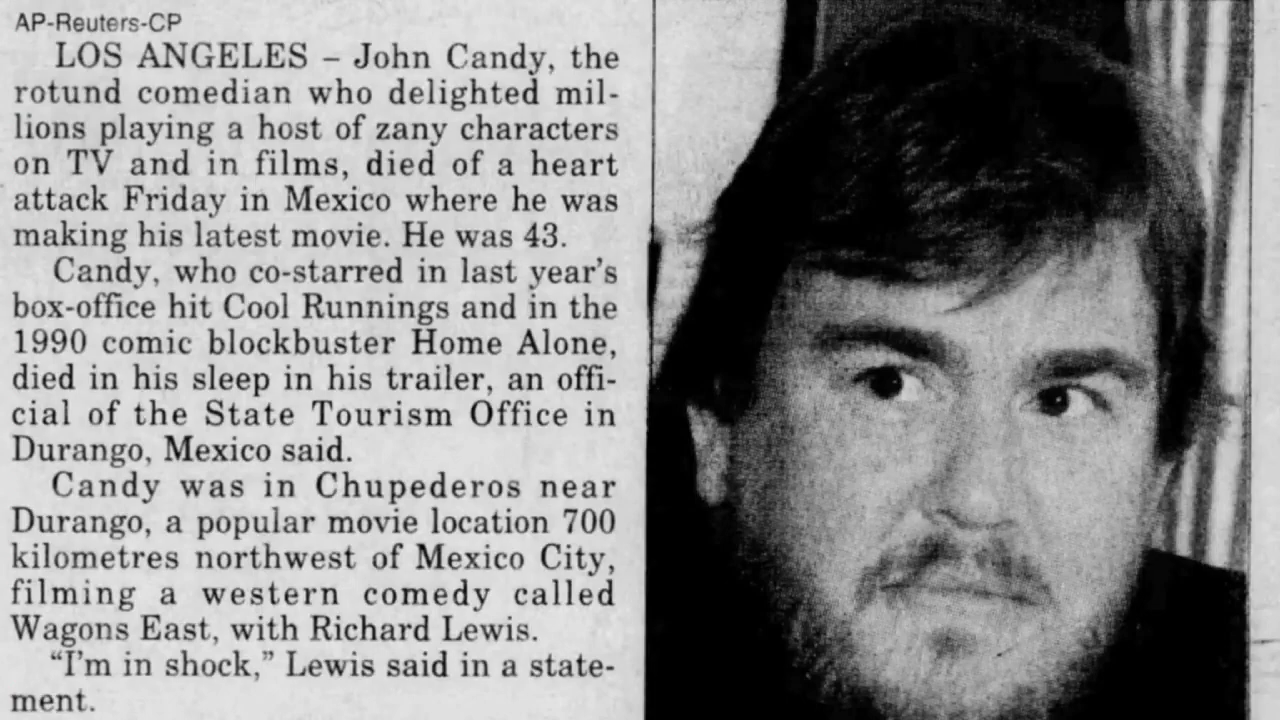 AP-Reuters-CP
LOS ANGELES – John Candy, the
rotund comedian who delighted mil-
lions playing a host of zany characters
on TV and in films, died of a heart
attack Friday in Mexico where he was
making his latest movie. He was 43.
Candy, who co-starred in last year's
box-office hit Cool Runnings and in the
1990 comic blockbuster Home Alone,
died in his sleep in his trailer, an offi-
cial of the State Tourism Office in
Durango, Mexico said.
Candy was in Chupederos near
Durango, a popular movie location 700
kilometres northwest of Mexico City,
filming a western comedy called
Wagons East, with Richard Lewis.
“I'm in shock,” Lewis said in a state-
ment.